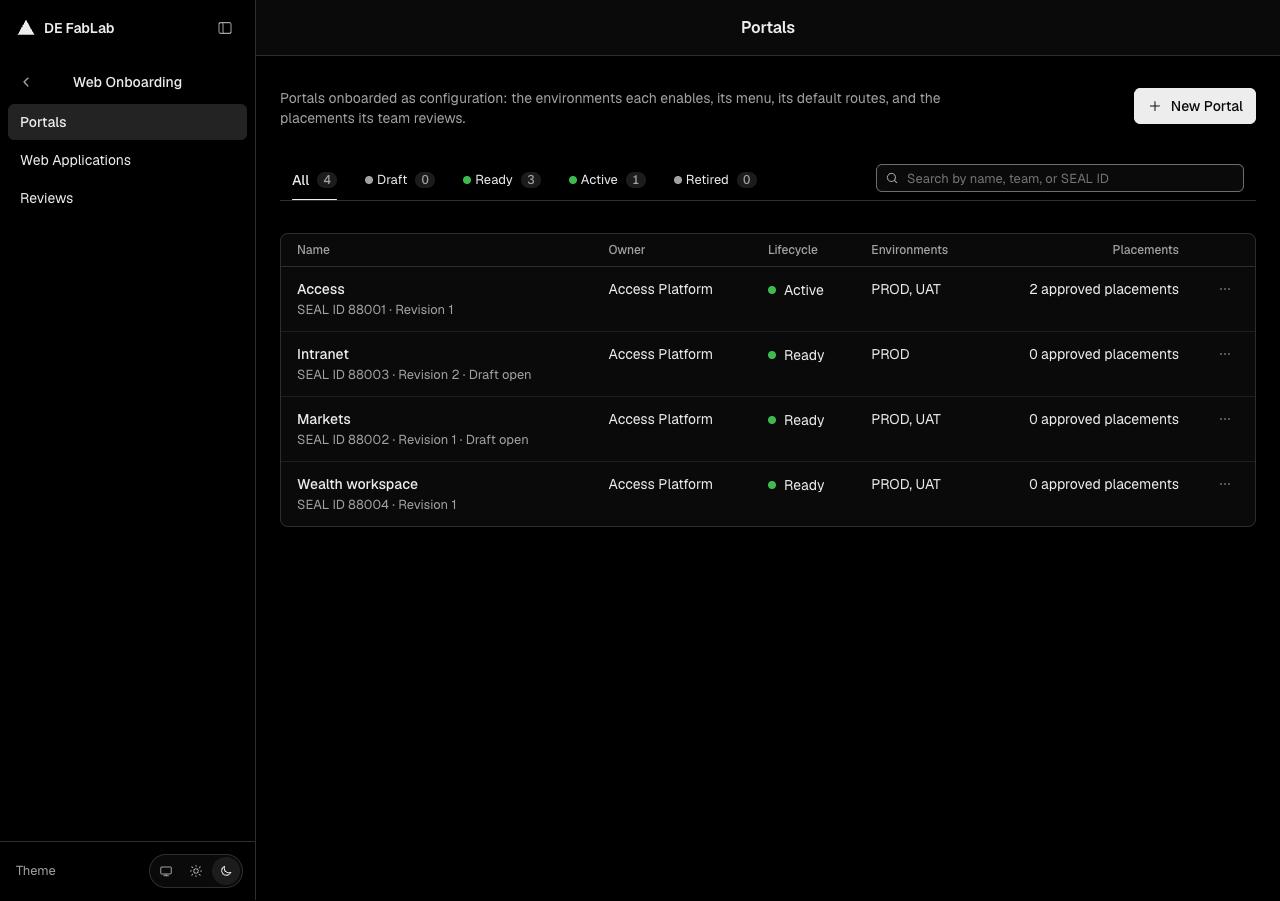 DE FabLab
Web Onboarding
Portals
Web Applications
Reviews
Theme
Portals
Portals onboarded as configuration: the environments each enables, its menu, its default routes, and the
placements its team reviews.
New Portal
All 4 Draft 0 Ready 3 Active 1 Retired 0
Search by name, team, or SEAL ID
Name Owner Lifecycle Environments Placements
Access Access Platform Active PROD, UAT 2 approved placements
SEAL ID 88001 · Revision 1
Intranet Access Platform Ready PROD 0 approved placements
SEAL ID 88003 · Revision 2 · Draft open
Markets Access Platform Ready PROD, UAT 0 approved placements
SEAL ID 88002 · Revision 1 · Draft open
Wealth workspace Access Platform Ready PROD, UAT 0 approved placements
SEAL ID 88004 · Revision 1